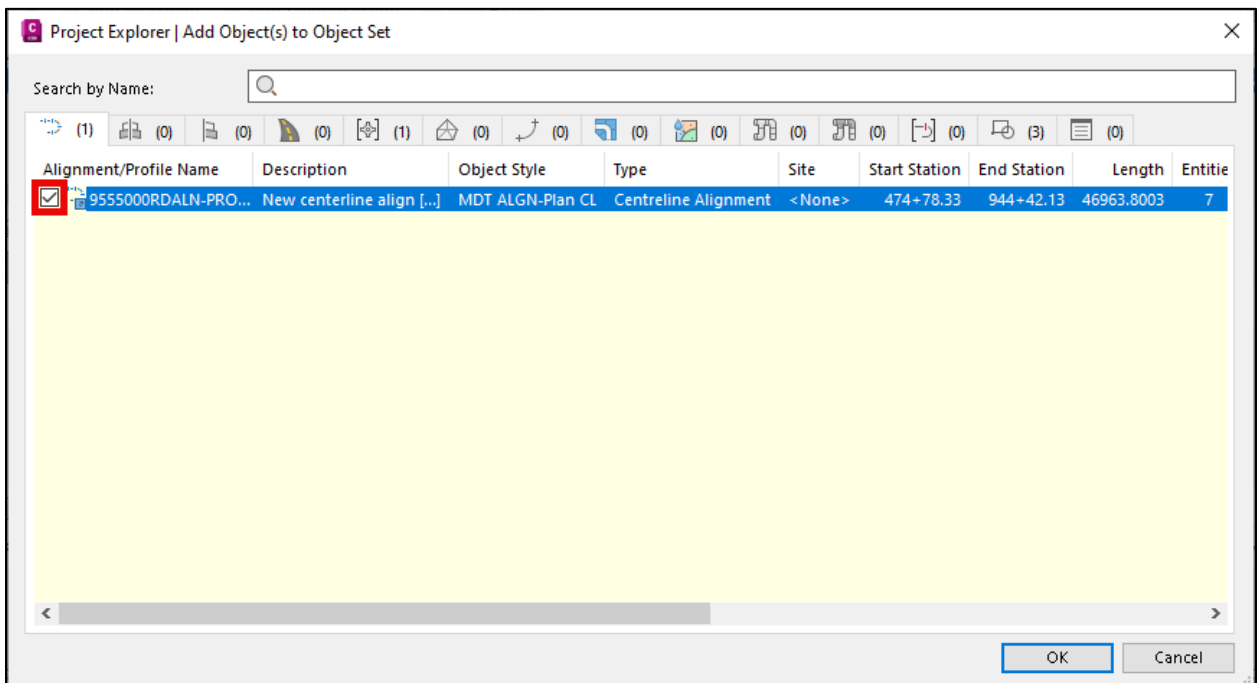 Project Explorer | Add Object(s) to Object Set
Search by Name:
(1) (0) (0) (0) (1) (0) (0) (0) (0) (0) (0) (0) (3) (0)
Alignment/Profile Name Description Object Style Type Site Start Station End Station Length Entitie
9555000RDALN-PRO... New centerline align [...] MDT ALGN-Plan CL Centreline Alignment <None> 474+78.33 944+42.13 46963.8003 7
OK Cancel